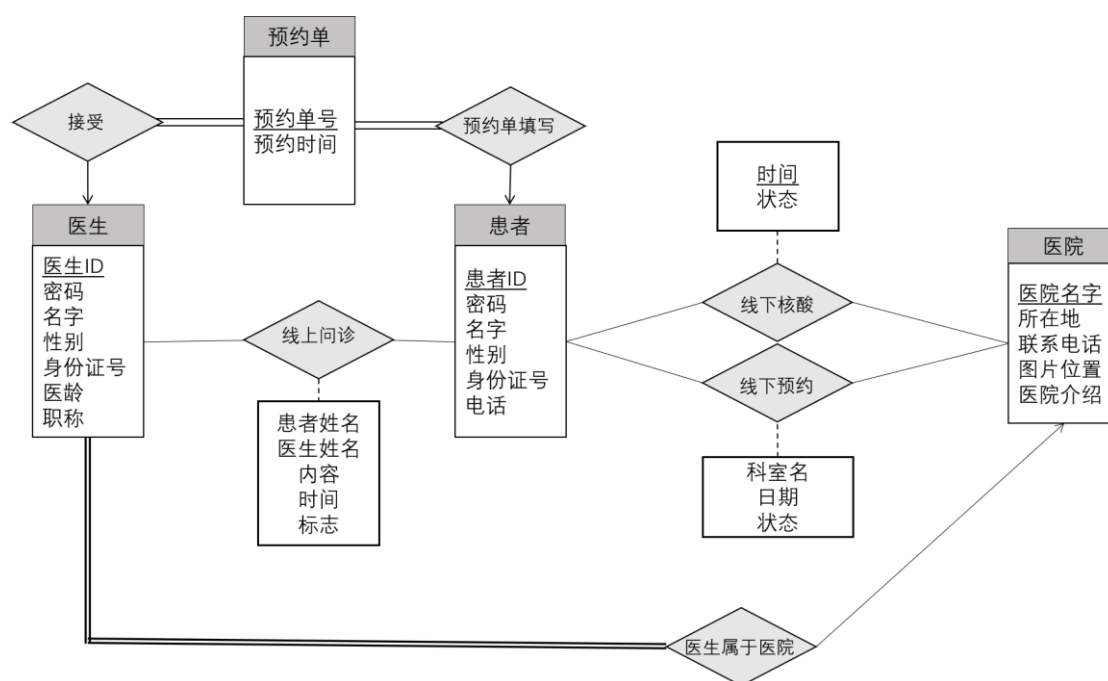 预约单
预约单号
预约时间
接受
预约单填写
时间
状态
医生
医生ID
密码
名字
性别
身份证号
医龄
职称
患者
患者ID
密码
名字
性别
身份证号
电话
医院
医院名字
所在地
联系电话
图片位置
医院介绍
线上问诊
线下核酸
线下预约
患者姓名
医生姓名
内容
时间
标志
科室名
日期
状态
医生属于医院